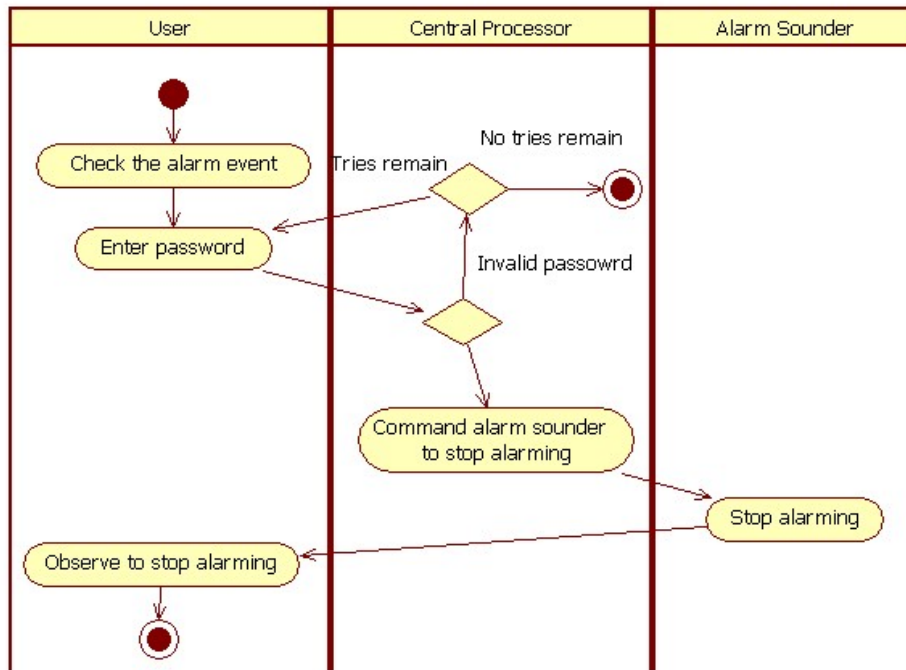 User
Central Processor
Alarm Sounder
No tries remain
Tries remain
Check the alarm event
Enter password
Invalid passowrd
Command alarm sounder
to stop alarming
Stop alarming
Observe to stop alarming